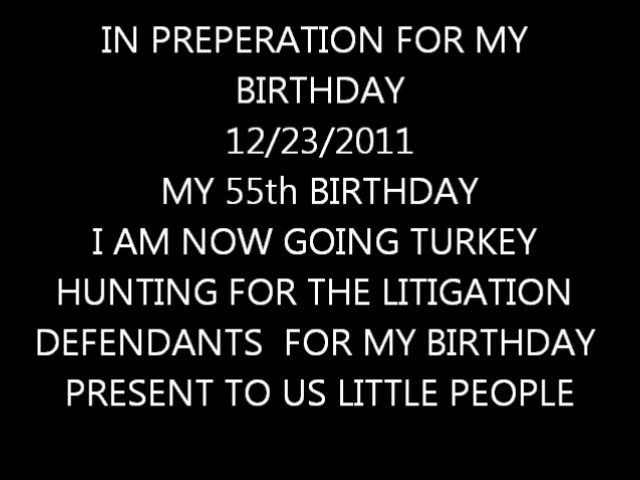 IN PREPERATION FOR MY
BIRTHDAY
12/23/2011
MY 55th BIRTHDAY
I AM NOW GOING TURKEY
HUNTING FOR THE LITIGATION
DEFENDANTS  FOR MY BIRTHDAY
PRESENT TO US LITTLE PEOPLE